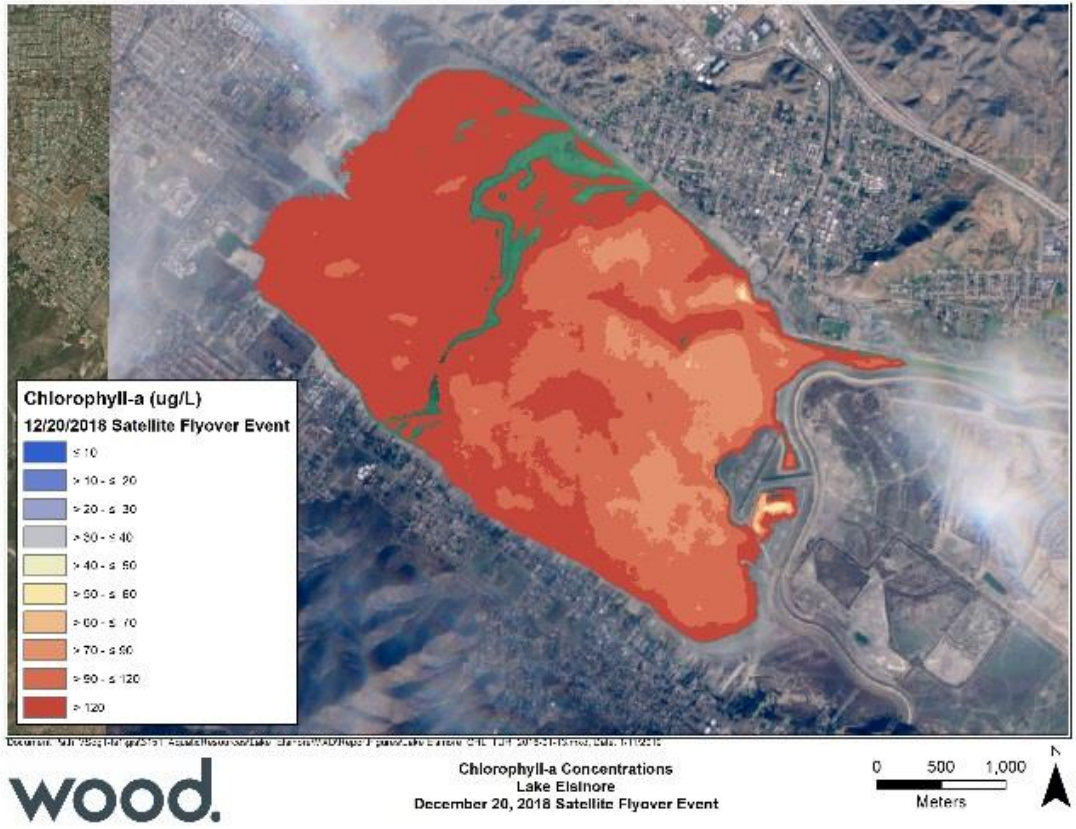 Chlorophyll-a (ug/L)
12/20/2018 Satellite Flyover Event
≤ 10
> 10 - ≤ 20
> 20 - ≤ 30
> 30 - ≤ 40
> 40 - ≤ 50
> 50 - ≤ 60
> 60 - ≤ 70
> 70 - ≤ 90
> 90 - ≤ 120
> 120
Document Path:
wood.
Chlorophyll-a Concentrations
Lake Elsinore
December 20, 2018 Satellite Flyover Event
0 500 1,000
Meters
N